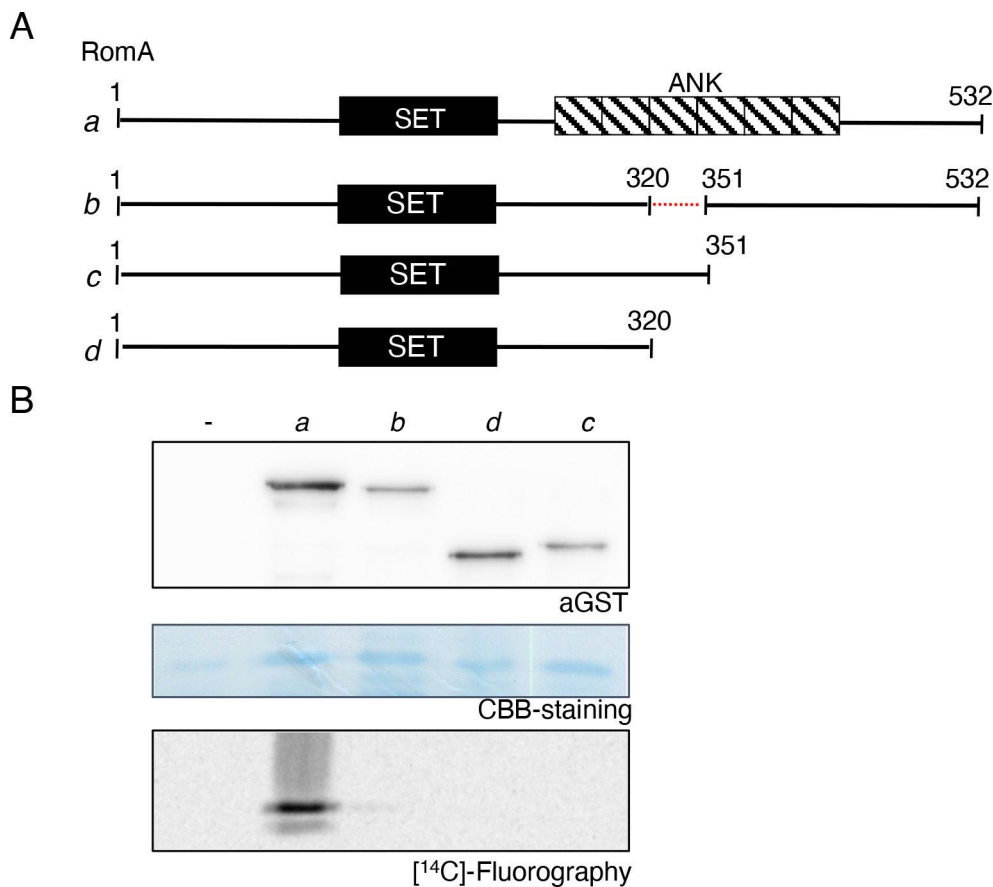 A
RomA
ANK
1
532
a
SET
1
320
351
532
b
SET
1
351
c
SET
1
320
d
SET
B
- a b d c
aGST
CBB-staining
[14C]-Fluorography